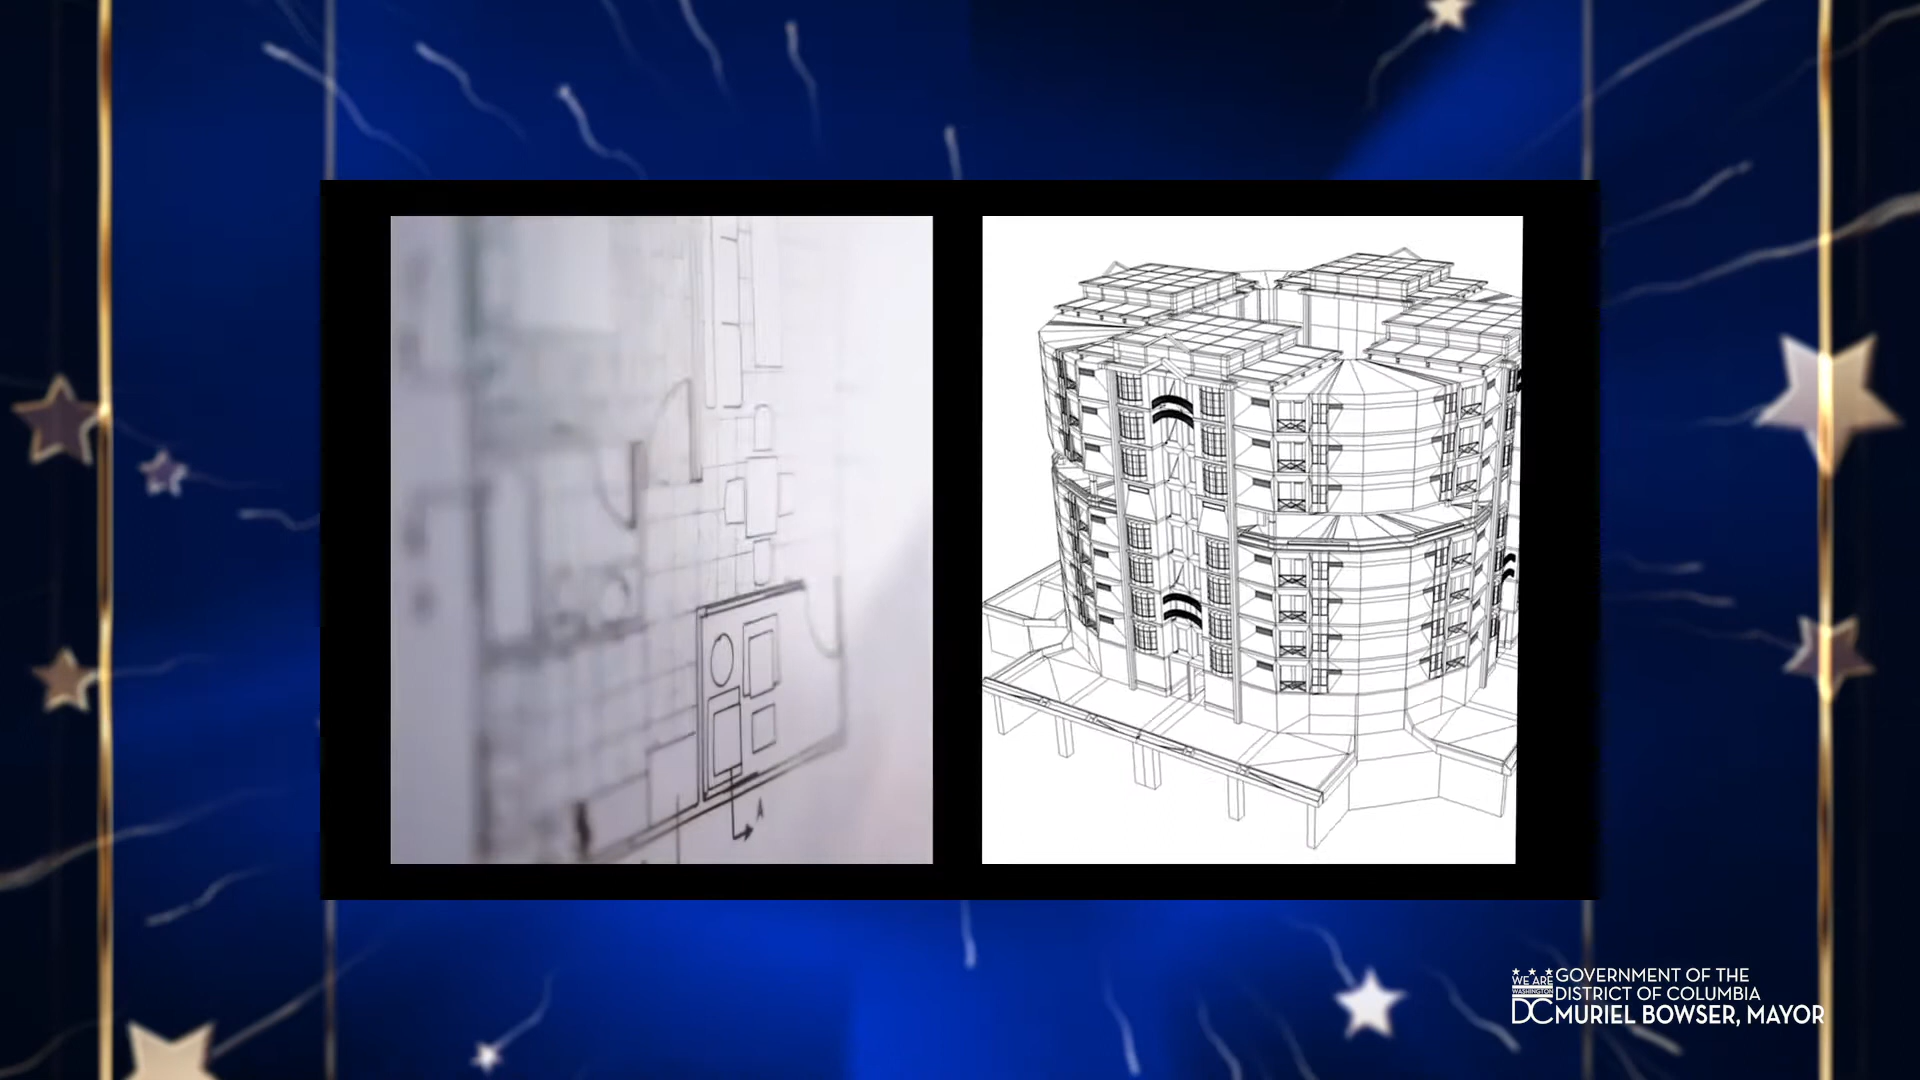 A
WE ARE
WASHINGTON
DC
GOVERNMENT OF THE
DISTRICT OF COLUMBIA
MURIEL BOWSER, MAYOR